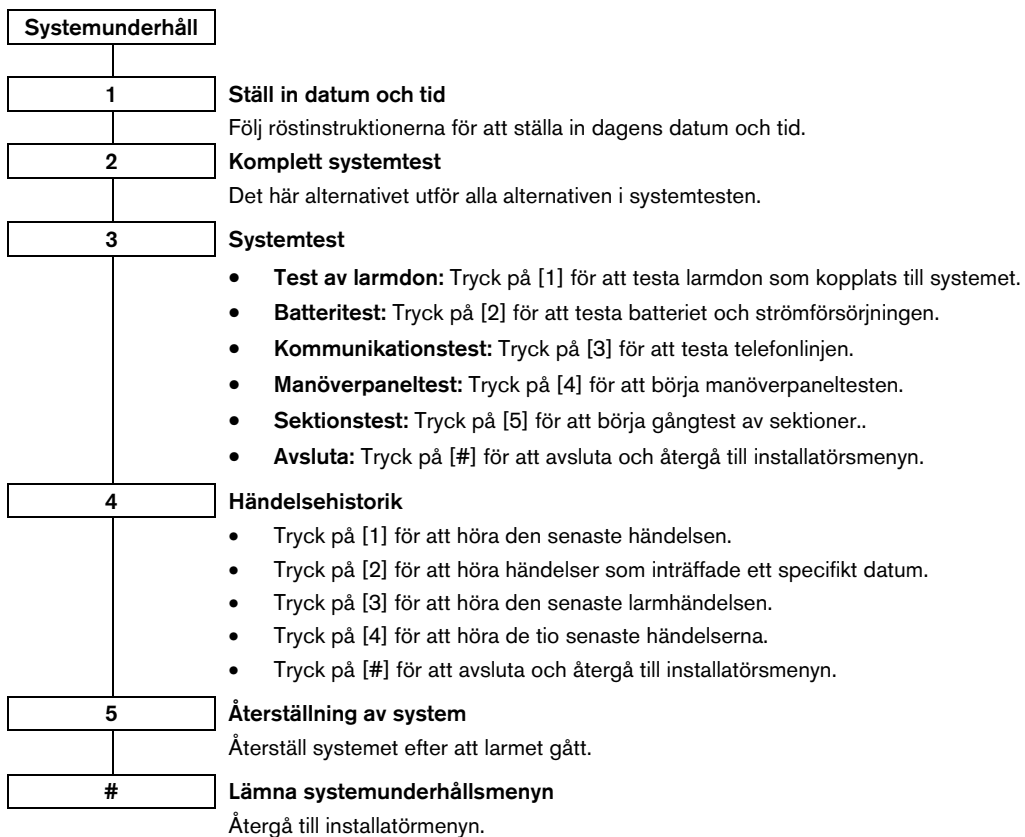 Systemunderhåll
1
Ställ in datum och tid
Följ röstinstruktionerna för att ställa in dagens datum och tid.
2
Komplett systemtest
Det här alternativet utför alla alternativen i systemtesten.
3
Systemtest
• Test av larmdon: Tryck på [1] för att testa larmdon som kopplats till systemet.
• Batteritest: Tryck på [2] för att testa batteriet och strömförsörjningen.
• Kommunikationstest: Tryck på [3] för att testa telefonlinjen.
• Manöverpaneltest: Tryck på [4] för att börja manöverpaneltesten.
• Sektionstest: Tryck på [5] för att börja gångtest av sektioner..
• Avsluta: Tryck på [#] för att avsluta och återgå till installatörsmenyn.
4
Händelsehistorik
• Tryck på [1] för att höra den senaste händelsen.
• Tryck på [2] för att höra händelser som inträffade ett specifikt datum.
• Tryck på [3] för att höra den senaste larmhändelsen.
• Tryck på [4] för att höra de tio senaste händelserna.
• Tryck på [#] för att avsluta och återgå till installatörsmenyn.
5
Återställning av system
Återställ systemet efter att larmet gått.
#
Lämna systemunderhållsmenyn
Återgå till installatörmenyn.